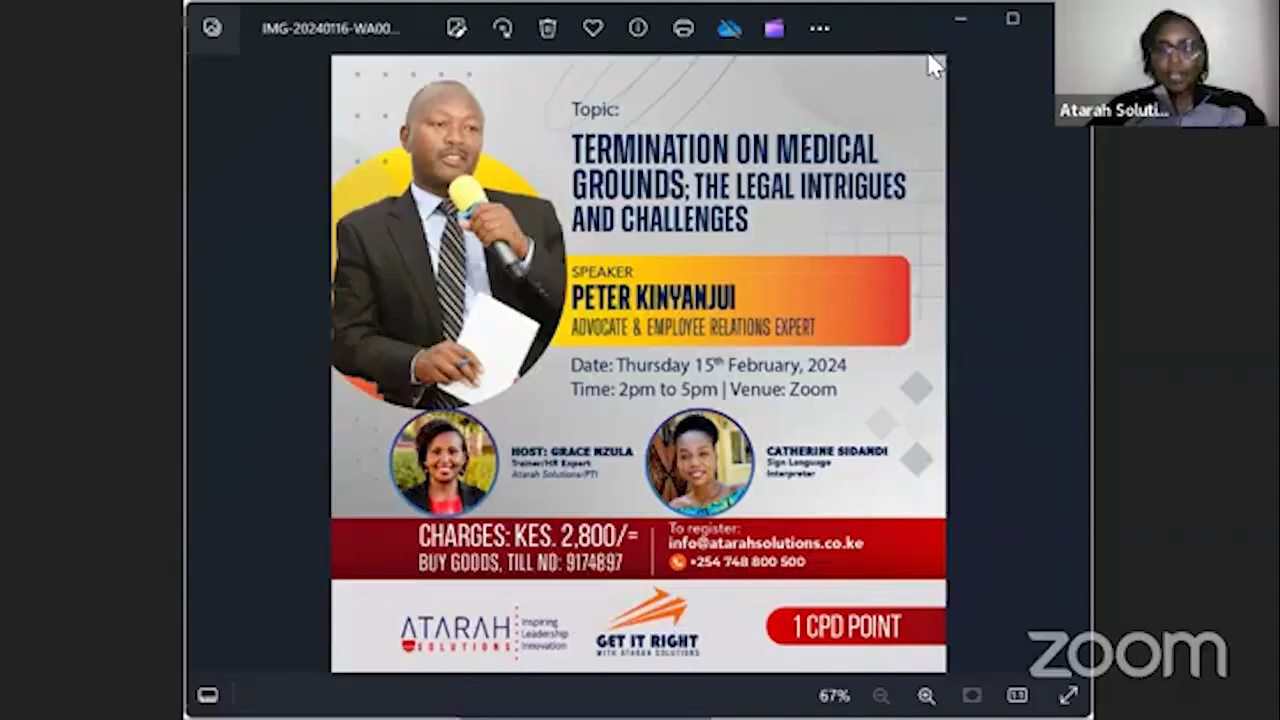 IMG-20240116-WA00...
Atarah Soluti...
Topic:
TERMINATION ON MEDICAL
GROUNDS; THE LEGAL INTRIGUES
AND CHALLENGES
SPEAKER
PETER KINYANJUI
ADVOCATE & EMPLOYEE RELATIONS EXPERT
Date: Thursday 15th February, 2024
Time: 2pm to 5pm | Venue: Zoom
HOST: GRACE NZULA
Trainer/HR Expert
Atarah Solutions/PTI
CATHERINE SIDANDI
Sign Language
Interpreter
CHARGES: KES. 2,800/=
BUY GOODS, TILL NO: 9174897
To register:
info@atarahsolutions.co.ke
+254 748 800 500
ATARAH
SOLUTIONS
Inspiring
Leadership
Innovation
GET IT RIGHT
WITH ATARAH SOLUTIONS
1 CPD POINT
zoom
67%
1:1